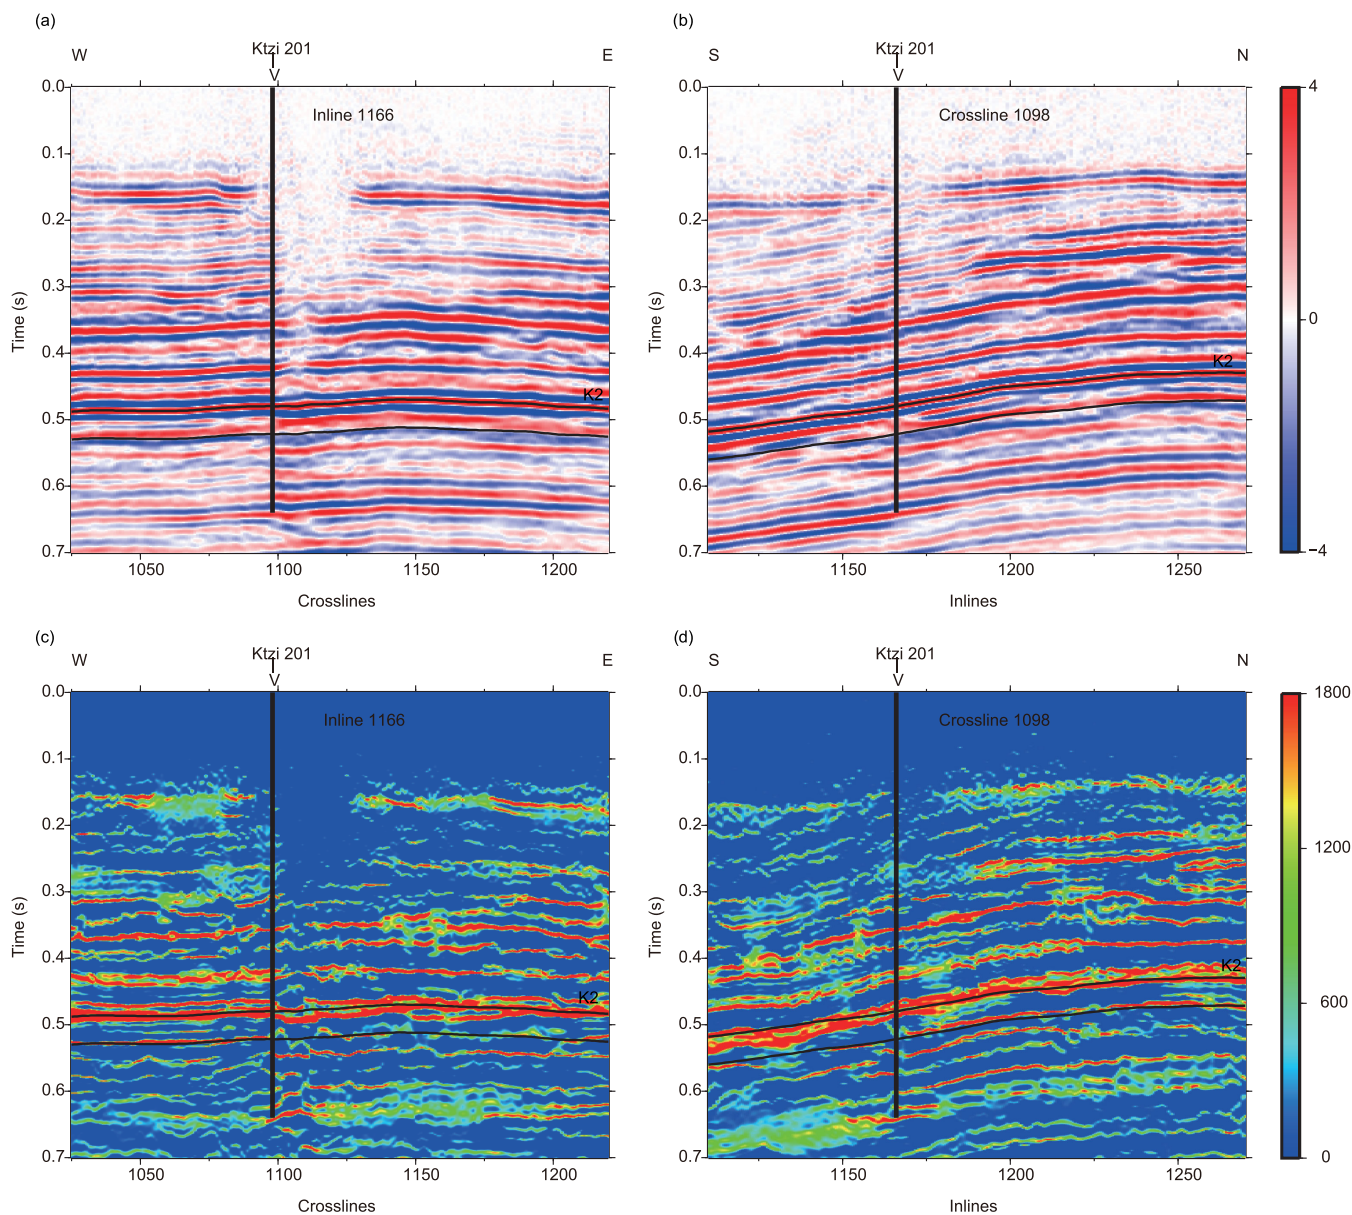 (a)
(b)
W
Ktzi 201
E
S
Ktzi 201
N
V
V
0.0
0.1
0.2
0.3
0.4
0.5
0.6
0.7
Time (s)
Inline 1166
K2
1050
1100
1150
1200
Crosslines
0.0
0.1
0.2
0.3
0.4
0.5
0.6
0.7
Time (s)
Crossline 1098
K2
1150
1200
1250
Inlines
4
0
−4
(c)
(d)
W
Ktzi 201
E
S
Ktzi 201
N
V
V
0.0
0.1
0.2
0.3
0.4
0.5
0.6
0.7
Time (s)
Inline 1166
K2
1050
1100
1150
1200
Crosslines
0.0
0.1
0.2
0.3
0.4
0.5
0.6
0.7
Time (s)
Crossline 1098
K2
1150
1200
1250
Inlines
1800
1200
600
0